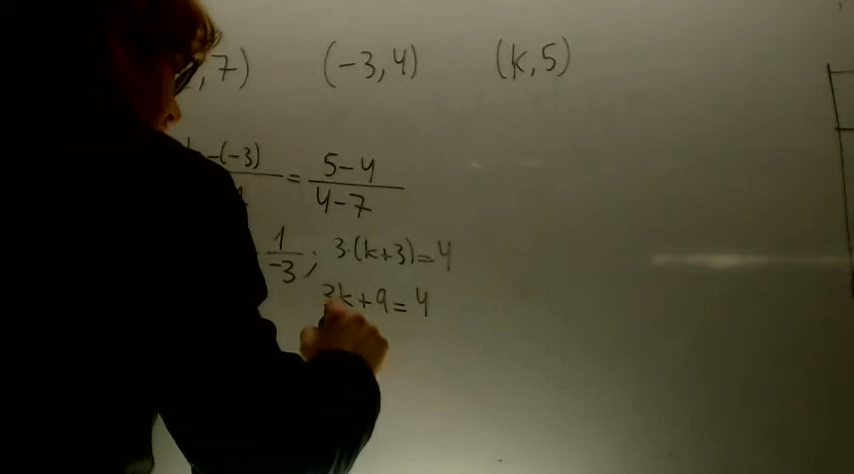 ,7) (-3,4) (k,5)
-(-3) = 5-4 / 4-7
1/-3 ; 3·(k+3)=4
3k+9=4